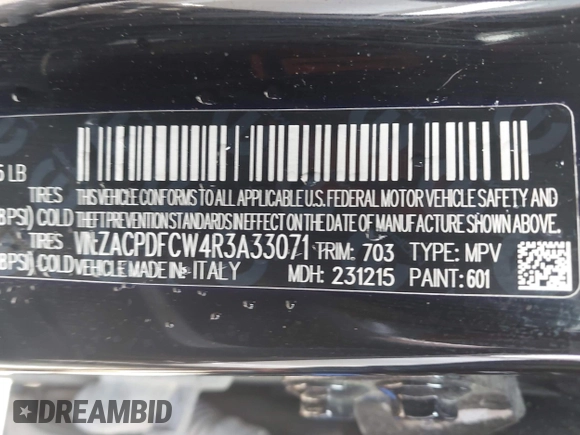 5 LB
TIRES THIS VEHICLE CONFORMS TO ALL APPLICABLE U.S. FEDERAL MOTOR VEHICLE SAFETY AND
8 PSI) COLD THEFT PREVENTION STANDARDS IN EFFECT ON THE DATE OF MANUFACTURE SHOWN ABOVE.
TIRES VIN:ZACPDFCW4R3A33071 TRIM: 703 TYPE: MPV
8 PSI) COLD VEHICLE MADE IN: ITALY MDH: 231215 PAINT: 601
DREAMBID